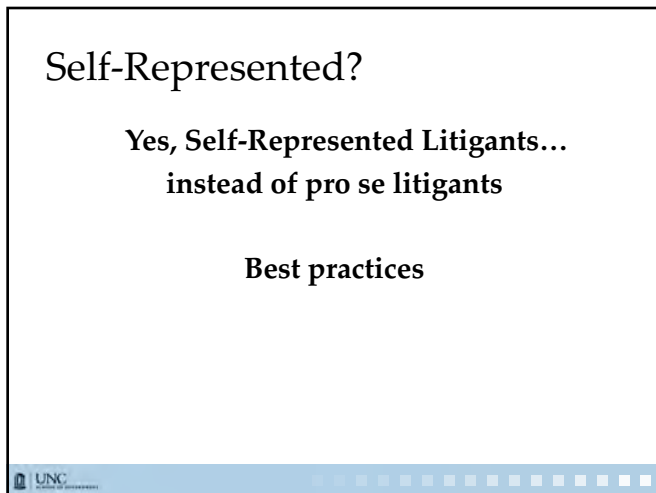 Self-Represented?
Yes, Self-Represented Litigants…
instead of pro se litigants
Best practices
UNC